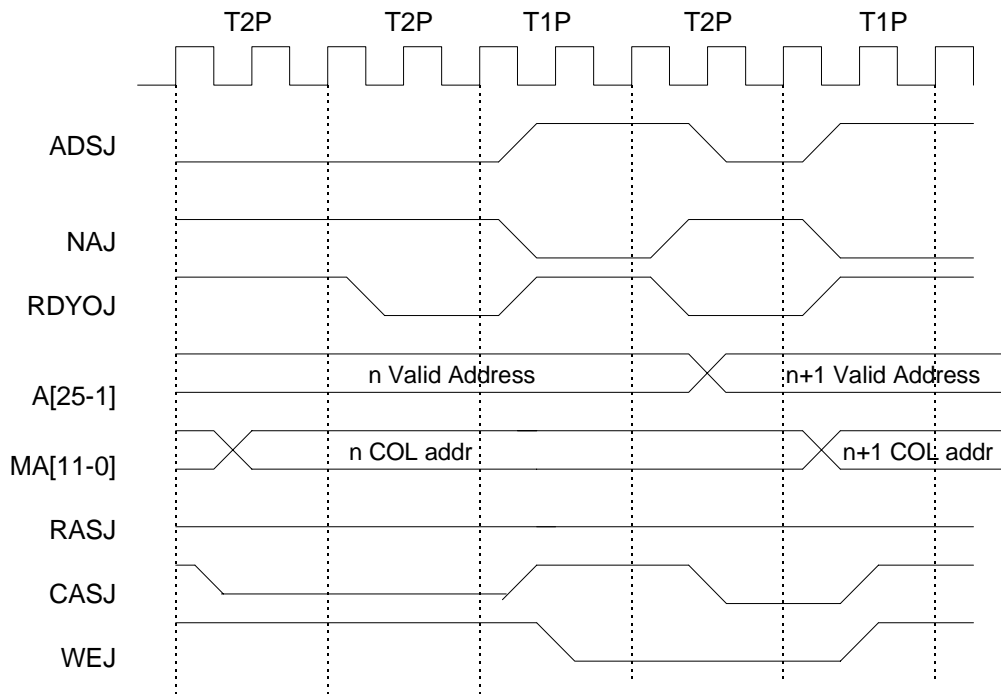 T2P T2P T1P T2P T1P
ADSJ
NAJ
RDYOJ
n Valid Address n+1 Valid Address
A[25-1]
n COL addr n+1 COL addr
MA[11-0]
RASJ
CASJ
WEJ